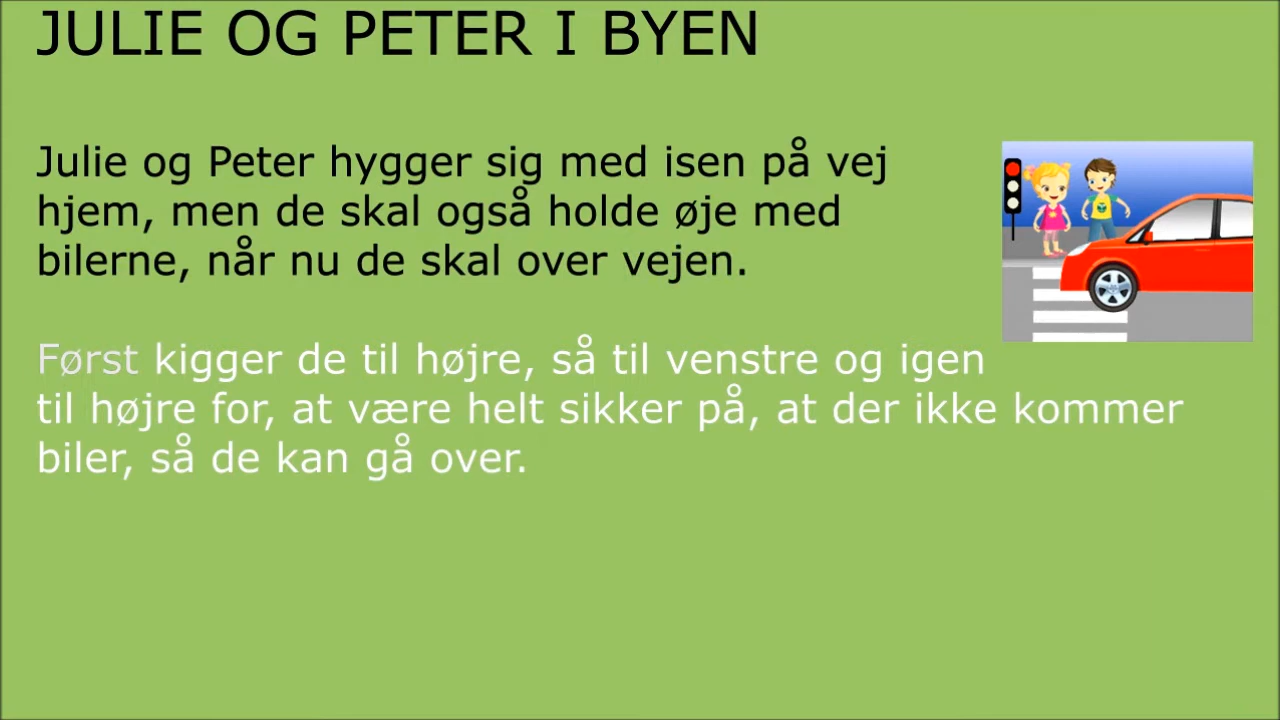 JULIE OG PETER I BYEN
Julie og Peter hygger sig med isen på vej
hjem, men de skal også holde øje med
bilerne, når nu de skal over vejen.
Først kigger de til højre, så til venstre og igen
til højre for, at være helt sikker på, at der ikke kommer
biler, så de kan gå over.